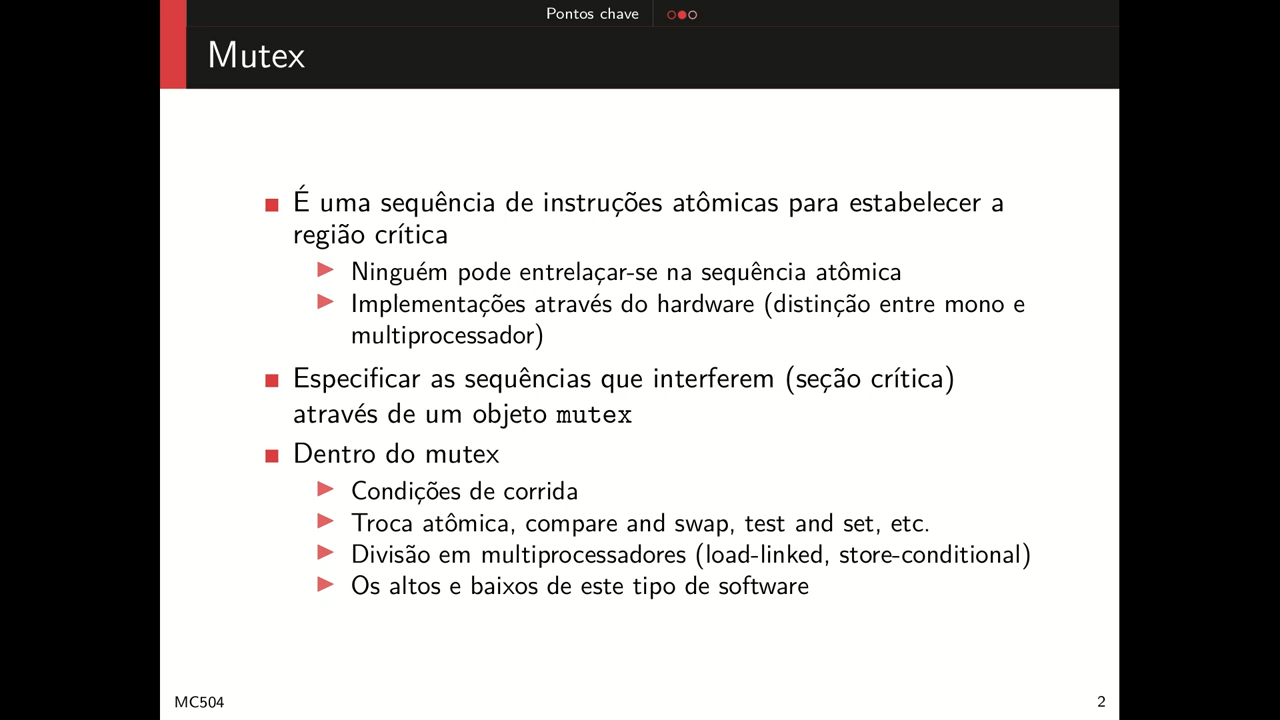 Pontos chave
Mutex
É uma sequência de instruções atômicas para estabelecer a
região crítica
Ninguém pode entrelaçar-se na sequência atômica
Implementações através do hardware (distinção entre mono e
multiprocessador)
Especificar as sequências que interferem (seção crítica)
através de um objeto mutex
Dentro do mutex
Condições de corrida
Troca atômica, compare and swap, test and set, etc.
Divisão em multiprocessadores (load-linked, store-conditional)
Os altos e baixos de este tipo de software
MC504
2